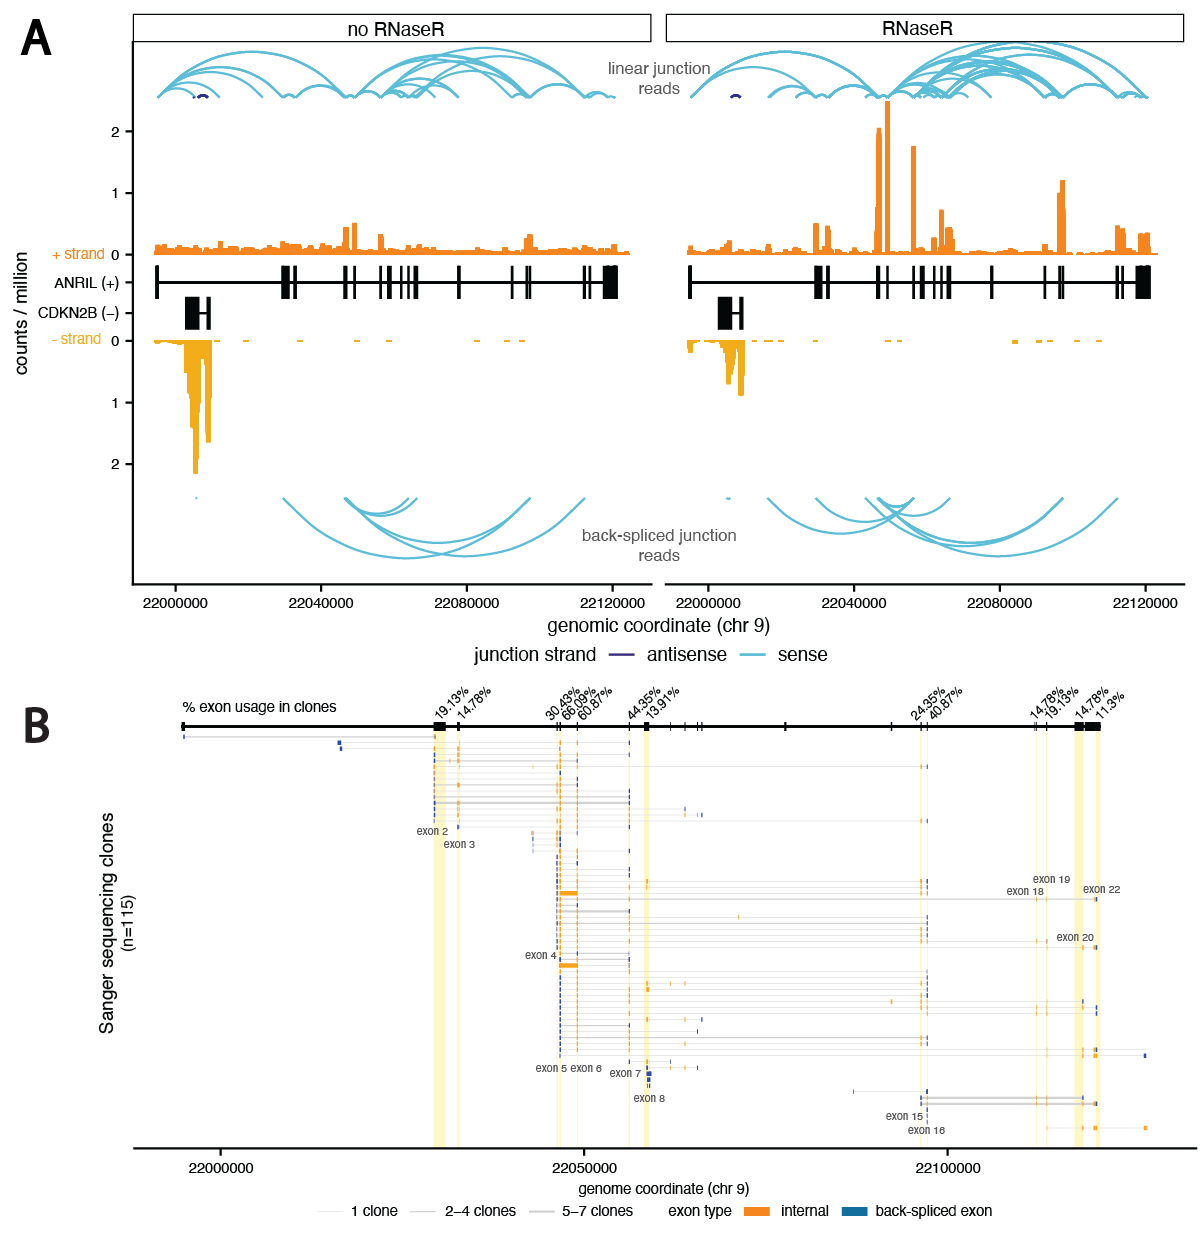 A
no RNaseR
RNaseR
linear junction
reads
2
1
+ strand 0
ANRIL (+)
CDKN2B (−)
- strand 0
1
2
counts / million
back-spliced junction
reads
22000000 22040000 22080000 22120000 22000000 22040000 22080000 22120000
genomic coordinate (chr 9)
junction strand antisense sense
B
% exon usage in clones
19.13% 14.78% 30.43% 66.09% 60.87% 44.35% 13.91% 24.35% 40.87% 14.78% 19.13% 14.78% 11.3%
Sanger sequencing clones
(n=115)
exon 2
exon 3
exon 19
exon 18 exon 22
exon 20
exon 4
exon 5 exon 6 exon 7
exon 8
exon 15
exon 16
22000000 22050000 22100000
genome coordinate (chr 9)
1 clone 2−4 clones 5−7 clones exon type internal back-spliced exon